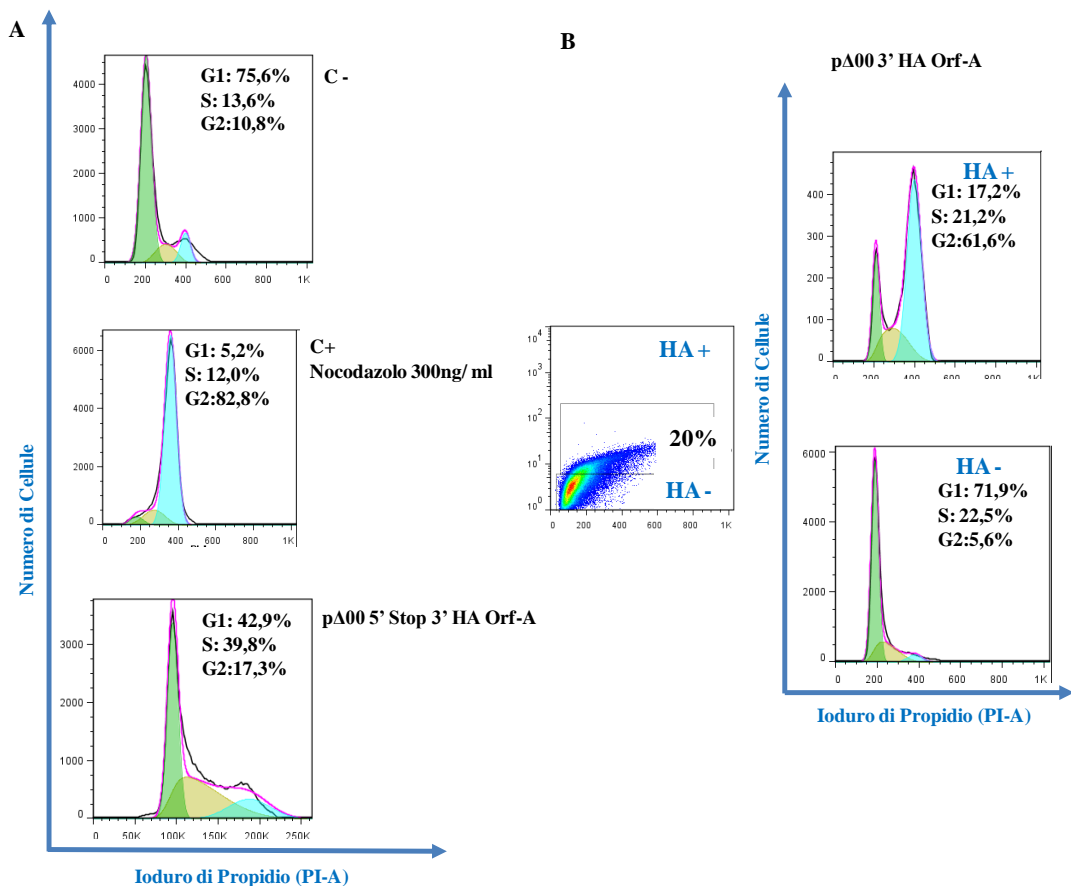 A
C -
G1: 75,6%
S: 13,6%
G2:10,8%
4000
3000
2000
1000
0
0 200 400 600 800 1K
C+
Nocodazolo 300ng/ ml
G1: 5,2%
S: 12,0%
G2:82,8%
6000
4000
2000
0
0 200 400 600 800 1K
pΔ00 5’ Stop 3’ HA Orf-A
G1: 42,9%
S: 39,8%
G2:17,3%
3000
2000
1000
0
0 50K 100K 150K 200K 250K
Numero di Cellule
Ioduro di Propidio (PI-A)
B
HA +
20%
HA -
10^4
10^3
10^2
10^1
10^0
0 200 400 600 800 1K
pΔ00 3’ HA Orf-A
HA +
G1: 17,2%
S: 21,2%
G2:61,6%
400
300
200
100
0
0 200 400 600 800 1K
HA -
G1: 71,9%
S: 22,5%
G2:5,6%
6000
4000
2000
0
0 200 400 600 800 1K
Numero di Cellule
Ioduro di Propidio (PI-A)